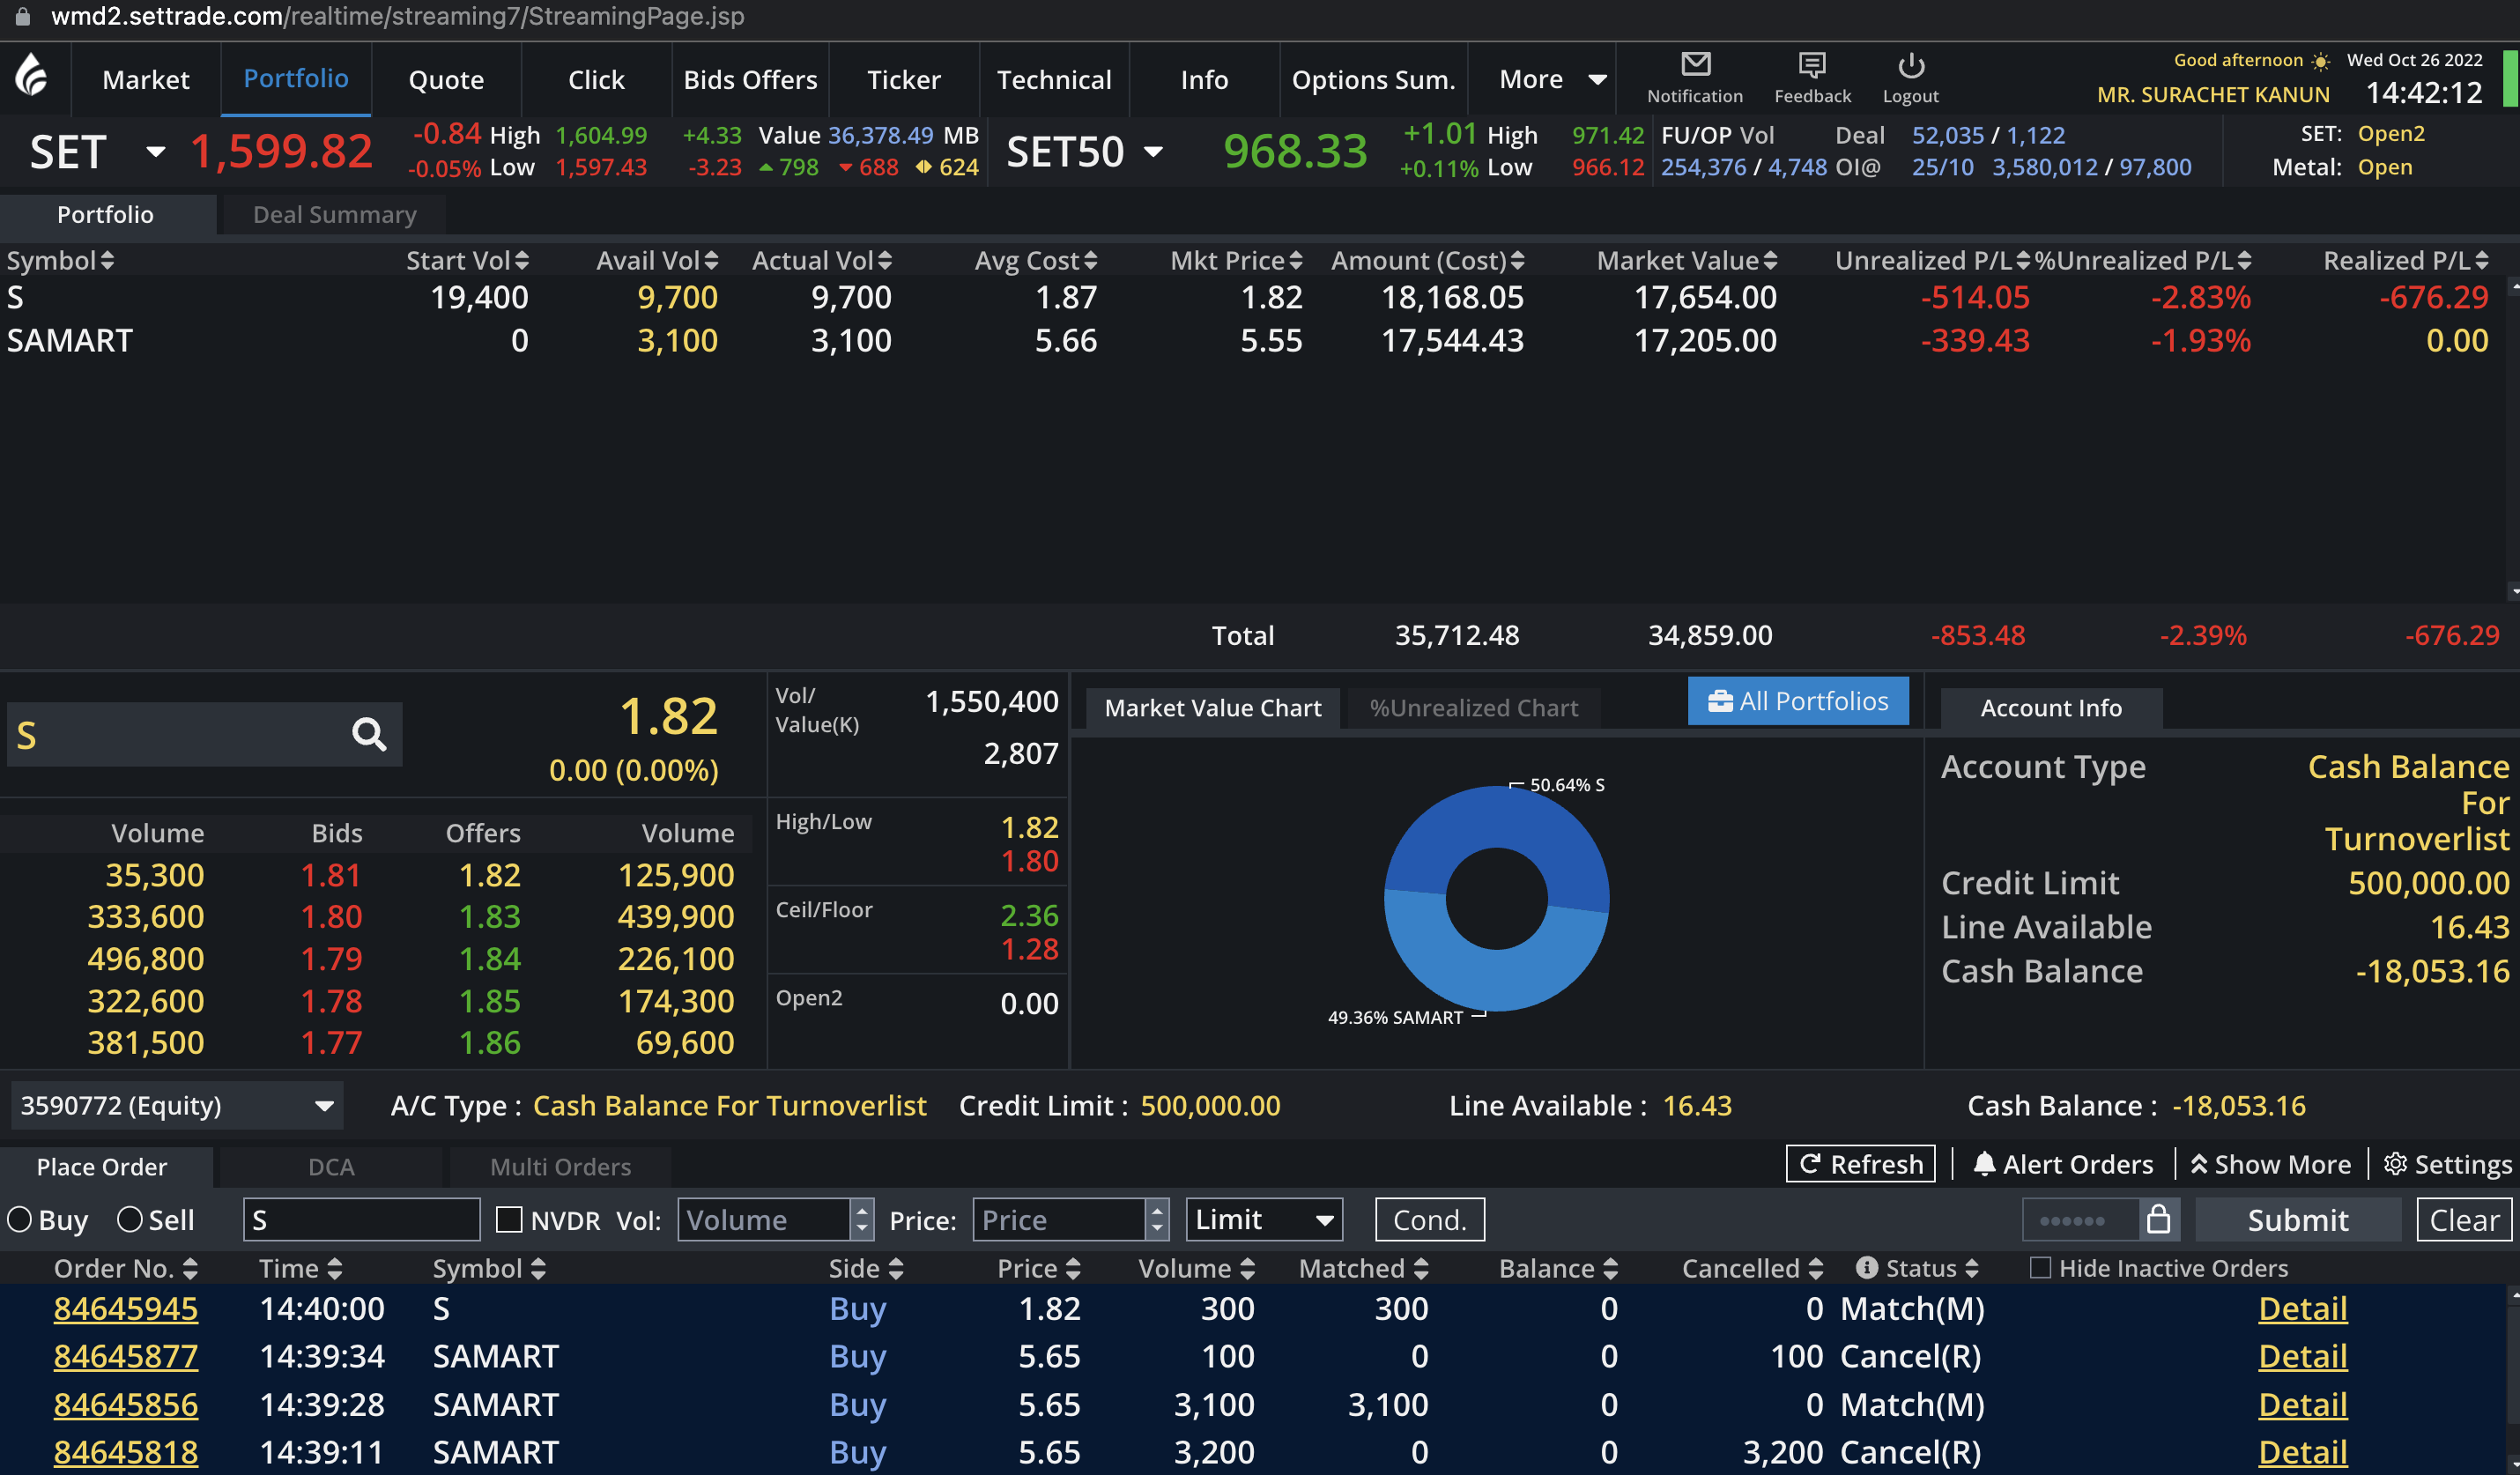 wmd2.settrade.com/realtime/streaming7/StreamingPage.jsp
Market Portfolio Quote Click Bids Offers Ticker Technical Info Options Sum. More Notification Feedback Logout
Good afternoon Wed Oct 26 2022
MR. SURACHET KANUN 14:42:12
SET 1,599.82 -0.84 High 1,604.99 +4.33 Value 36,378.49 MB SET50 968.33 +1.01 High 971.42 FU/OP Vol Deal 52,035 / 1,122 SET: Open2
-0.05% Low 1,597.43 -3.23 798 688 624 +0.11% Low 966.12 254,376 / 4,748 OI@ 25/10 3,580,012 / 97,800 Metal: Open
Portfolio Deal Summary
Symbol Start Vol Avail Vol Actual Vol Avg Cost Mkt Price Amount (Cost) Market Value Unrealized P/L %Unrealized P/L Realized P/L
S 19,400 9,700 9,700 1.87 1.82 18,168.05 17,654.00 -514.05 -2.83% -676.29
SAMART 0 3,100 3,100 5.66 5.55 17,544.43 17,205.00 -339.43 -1.93% 0.00
Total 35,712.48 34,859.00 -853.48 -2.39% -676.29
S 1.82
0.00 (0.00%)
Volume Bids Offers Volume
35,300 1.81 1.82 125,900
333,600 1.80 1.83 439,900
496,800 1.79 1.84 226,100
322,600 1.78 1.85 174,300
381,500 1.77 1.86 69,600
Vol/ 1,550,400
Value(K)
2,807
High/Low 1.82
1.80
Ceil/Floor 2.36
1.28
Open2 0.00
Market Value Chart %Unrealized Chart All Portfolios
50.64% S
49.36% SAMART
Account Info
Account Type Cash Balance
For
Turnoverlist
Credit Limit 500,000.00
Line Available 16.43
Cash Balance -18,053.16
3590772 (Equity) A/C Type : Cash Balance For Turnoverlist Credit Limit : 500,000.00 Line Available : 16.43 Cash Balance : -18,053.16
Place Order DCA Multi Orders Refresh Alert Orders Show More Settings
Buy Sell S NVDR Vol: Volume Price: Price Limit Cond. Submit Clear
Order No. Time Symbol Side Price Volume Matched Balance Cancelled Status Hide Inactive Orders
84645945 14:40:00 S Buy 1.82 300 300 0 0 Match(M) Detail
84645877 14:39:34 SAMART Buy 5.65 100 0 0 100 Cancel(R) Detail
84645856 14:39:28 SAMART Buy 5.65 3,100 3,100 0 0 Match(M) Detail
84645818 14:39:11 SAMART Buy 5.65 3,200 0 0 3,200 Cancel(R) Detail